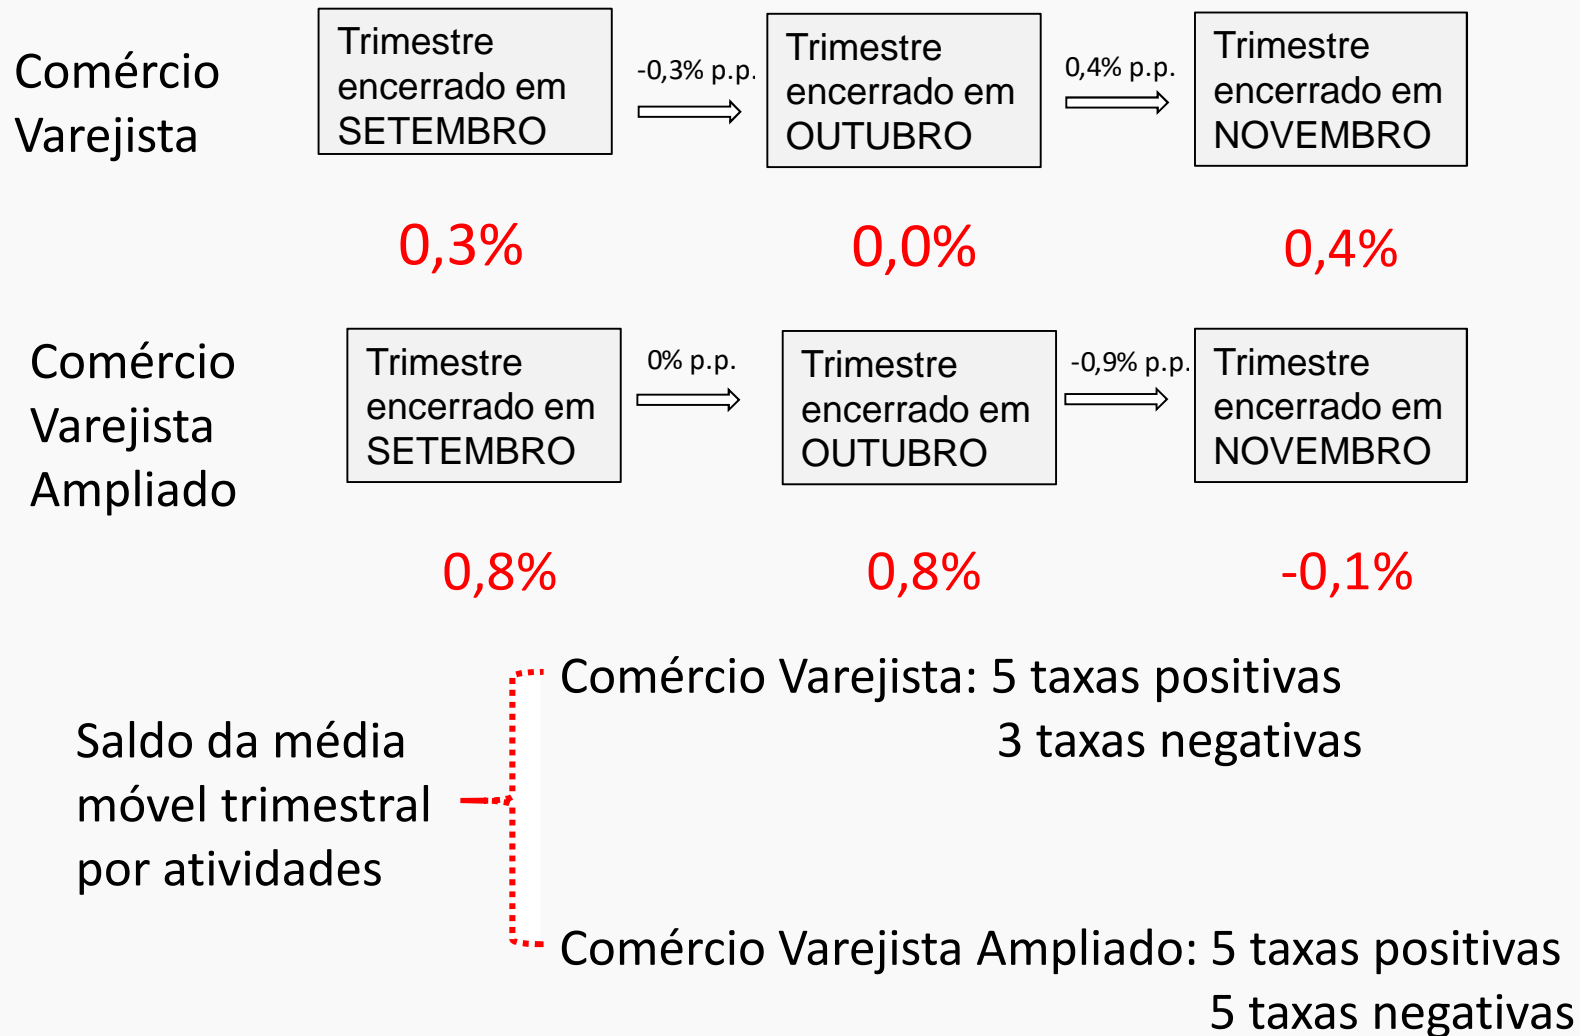 Comércio
Varejista
Trimestre
encerrado em
SETEMBRO
-0,3% p.p.
Trimestre
encerrado em
OUTUBRO
0,4% p.p.
Trimestre
encerrado em
NOVEMBRO
0,3%
0,0%
0,4%
Comércio
Varejista
Ampliado
Trimestre
encerrado em
SETEMBRO
0% p.p.
Trimestre
encerrado em
OUTUBRO
-0,9% p.p.
Trimestre
encerrado em
NOVEMBRO
0,8%
0,8%
-0,1%
Saldo da média
móvel trimestral
por atividades
Comércio Varejista: 5 taxas positivas
3 taxas negativas
Comércio Varejista Ampliado: 5 taxas positivas
5 taxas negativas